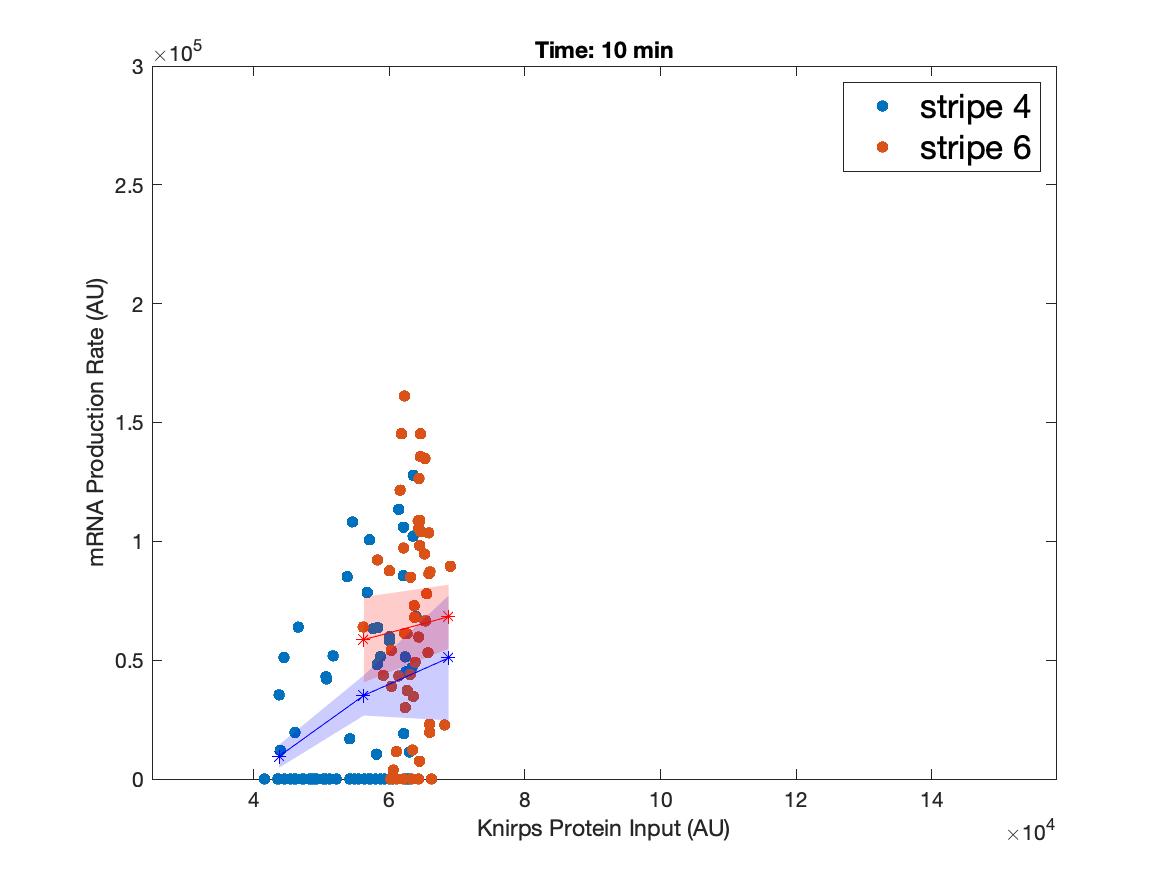 Time: 10 min
×10^5
3
2.5
2
1.5
1
0.5
0
mRNA Production Rate (AU)
stripe 4
stripe 6
4 6 8 10 12 14
Knirps Protein Input (AU)
×10^4